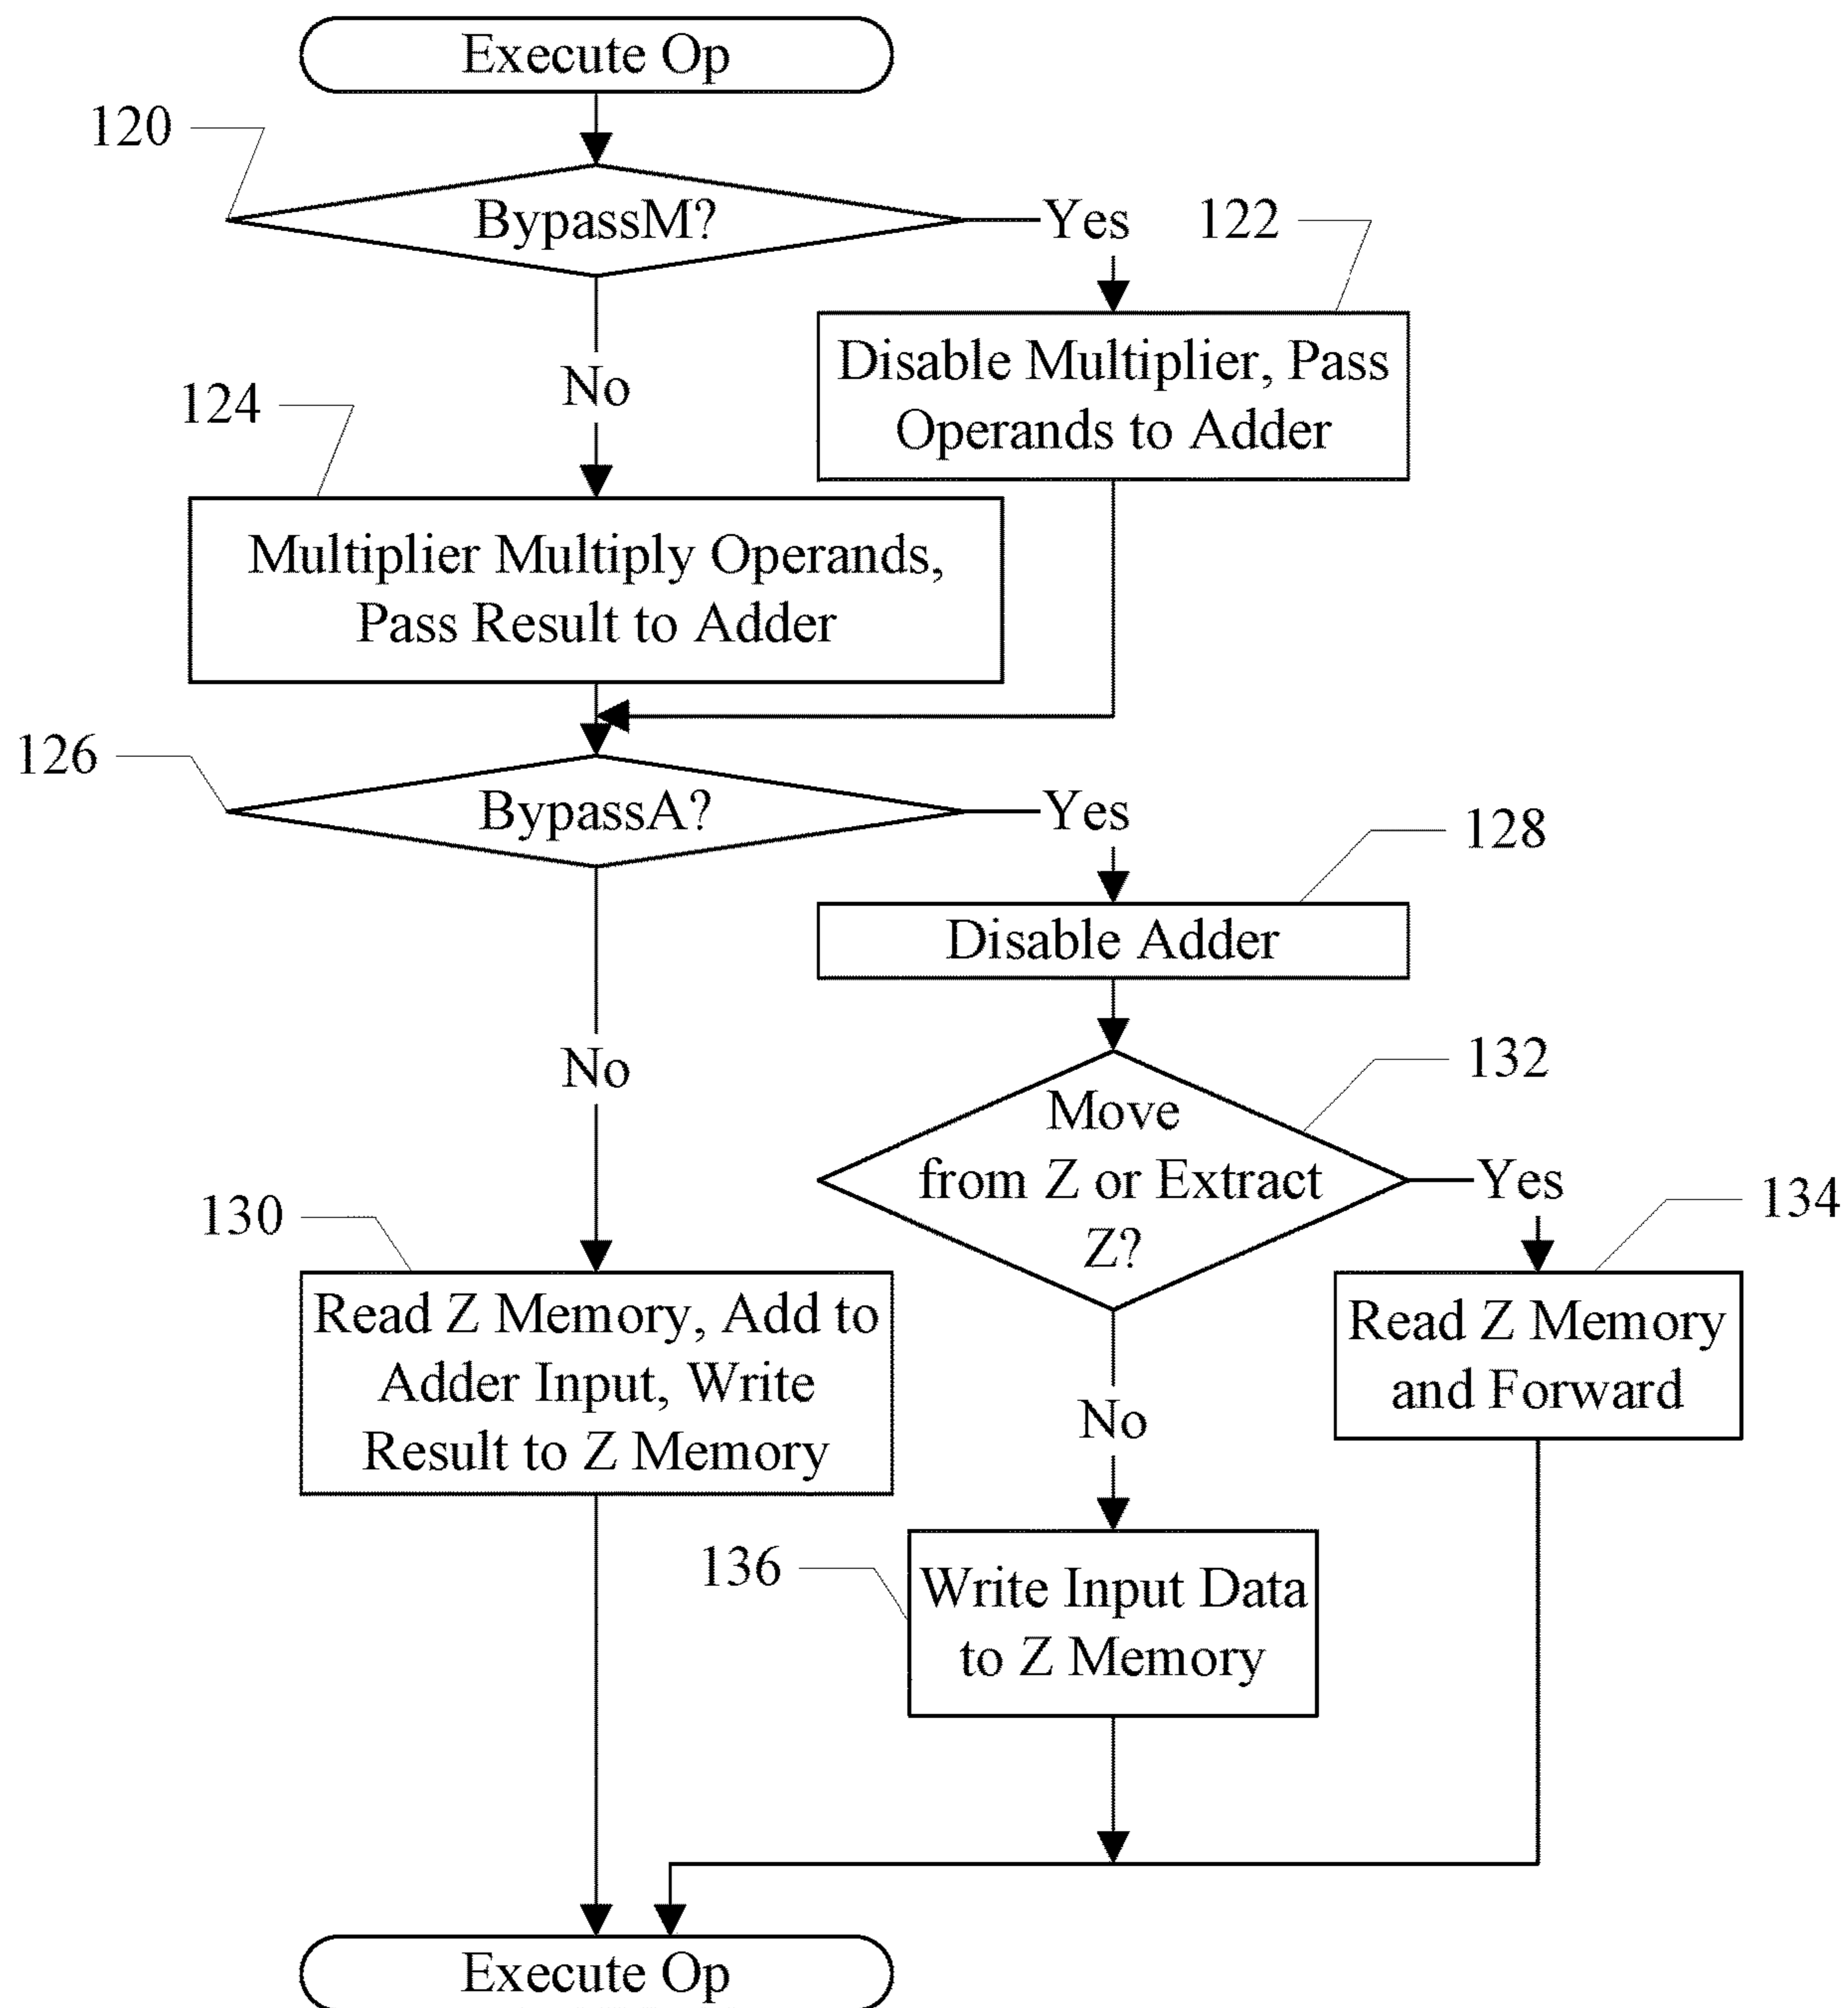 Execute Op
120
BypassM?
Yes
122
Disable Multiplier, Pass
Operands to Adder
No
124
Multiplier Multiply Operands,
Pass Result to Adder
126
BypassA?
Yes
128
Disable Adder
No
132
Move
from Z or Extract
Z?
Yes
134
130
Read Z Memory, Add to
Adder Input, Write
Result to Z Memory
Read Z Memory
and Forward
No
136
Write Input Data
to Z Memory
Execute Op